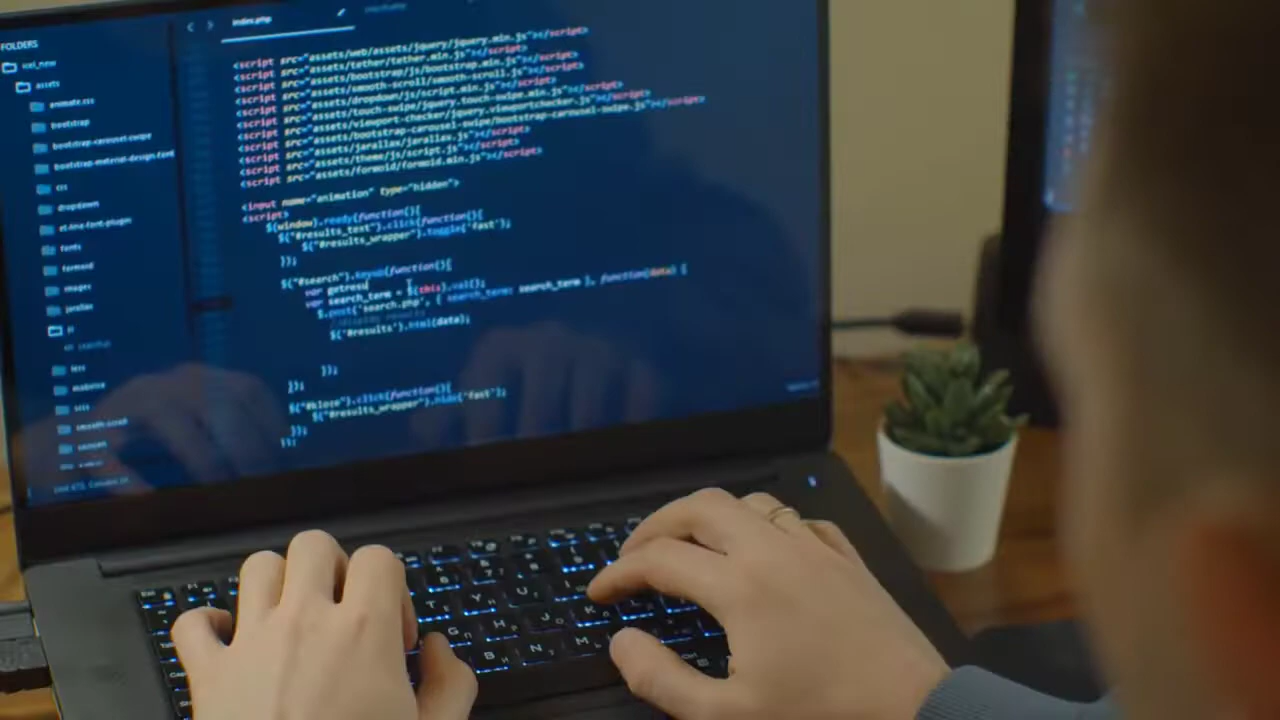 FOLDERS
assets
animate.css
bootstrap
bootstrap-carousel-swipe
bootstrap-material-design-font
css
dropdown
et-line-font-plugin
fonts
formoid
images
jarallax
js
less
smooth-scroll
index.php
<script src="assets/web/assets/jquery/jquery.min.js"></script>
<script src="assets/tether/tether.min.js"></script>
<script src="assets/bootstrap/js/bootstrap.min.js"></script>
<script src="assets/smooth-scroll/smooth-scroll.js"></script>
<script src="assets/dropdown/js/script.min.js"></script>
<script src="assets/touch-swipe/jquery.touch-swipe.min.js"></script>
<script src="assets/viewport-checker/jquery.viewportchecker.js"></script>
<script src="assets/bootstrap-carousel-swipe/bootstrap-carousel-swipe.js"></script>
<script src="assets/jarallax/jarallax.js"></script>
<script src="assets/theme/js/script.js"></script>
<script src="assets/formoid/formoid.min.js"></script>
<input name="animation" type="hidden">
<script>
$(window).ready(function(){
$("#results_text").click(function(){
$("#results_wrapper").toggle('fast');
});
$("#search").keyup(function(){
var getresu
var search_term = $(this).val();
$.post('search.php', { search_term: search_term }, function(data) {
$("#results").html(data);
});
});
$("#close").click(function(){
$("#results_wrapper").hide("fast");
});
});
T Y U I
G H J K L
B N M